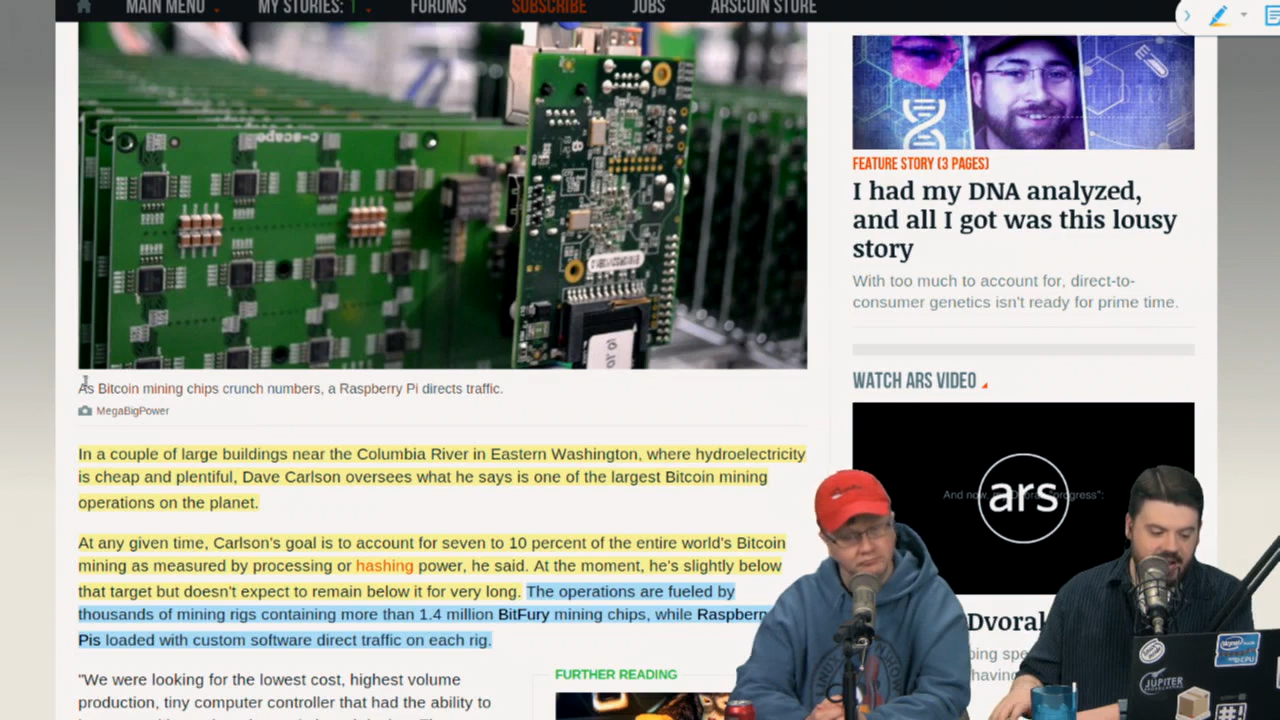 MAIN MENU
MY STORIES: 1
FORUMS
SUBSCRIBE
JOBS
ARSCOIN STORE
c-scape
As Bitcoin mining chips crunch numbers, a Raspberry Pi directs traffic.
MegaBigPower
In a couple of large buildings near the Columbia River in Eastern Washington, where hydroelectricity
is cheap and plentiful, Dave Carlson oversees what he says is one of the largest Bitcoin mining
operations on the planet.
At any given time, Carlson's goal is to account for seven to 10 percent of the entire world's Bitcoin
mining as measured by processing or hashing power, he said. At the moment, he's slightly below
that target but doesn't expect to remain below it for very long. The operations are fueled by
thousands of mining rigs containing more than 1.4 million BitFury mining chips, while Raspberr
Pis loaded with custom software direct traffic on each rig.
"We were looking for the lowest cost, highest volume
production, tiny computer controller that had the ability to
FURTHER READING
FEATURE STORY (3 PAGES)
I had my DNA analyzed,
and all I got was this lousy
story
With too much to account for, direct-to-
consumer genetics isn't ready for prime time.
WATCH ARS VIDEO
ars
Dvoral
JUPITER
#!